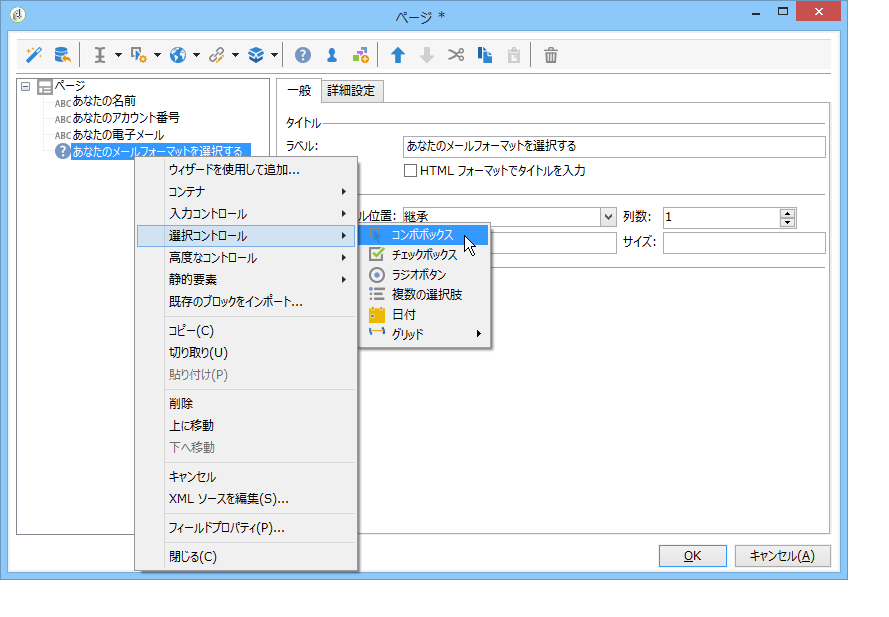 ページ *
ページ
ABC あなたの名前
ABC あなたのアカウント番号
ABC あなたの電子メール
? あなたのメールフォーマットを選択する
一般
詳細設定
タイトル
ラベル:
あなたのメールフォーマットを選択する
HTML フォーマットでタイトルを入力
ル位置:
継承
列数:
1
サイズ:
ウィザードを使用して追加...
コンテナ
入力コントロール
選択コントロール
高度なコントロール
静的要素
既存のブロックをインポート...
コピー(C)
切り取り(U)
貼り付け(P)
削除
上に移動
下へ移動
キャンセル
XML ソースを編集(S)...
フィールドプロパティ(P)...
閉じる(C)
コンボボックス
チェックボックス
ラジオボタン
複数の選択肢
日付
グリッド
OK
キャンセル(A)